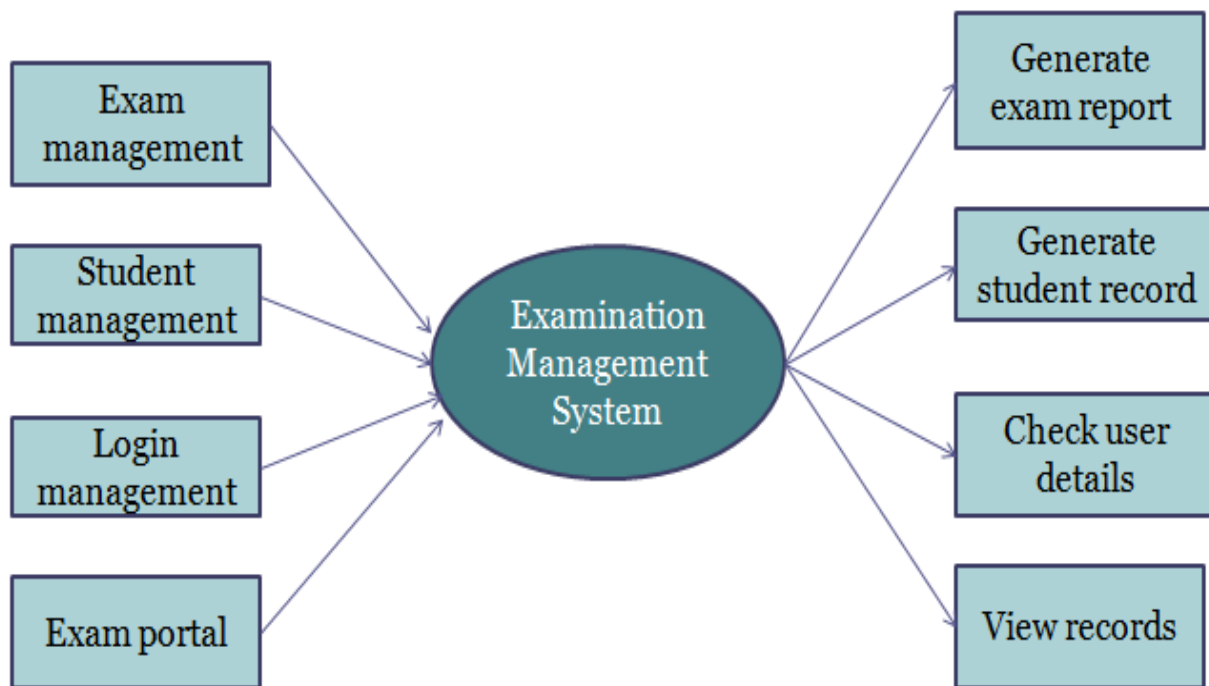 Exam
management
Student
management
Login
management
Exam portal
Examination
Management
System
Generate
exam report
Generate
student record
Check user
details
View records